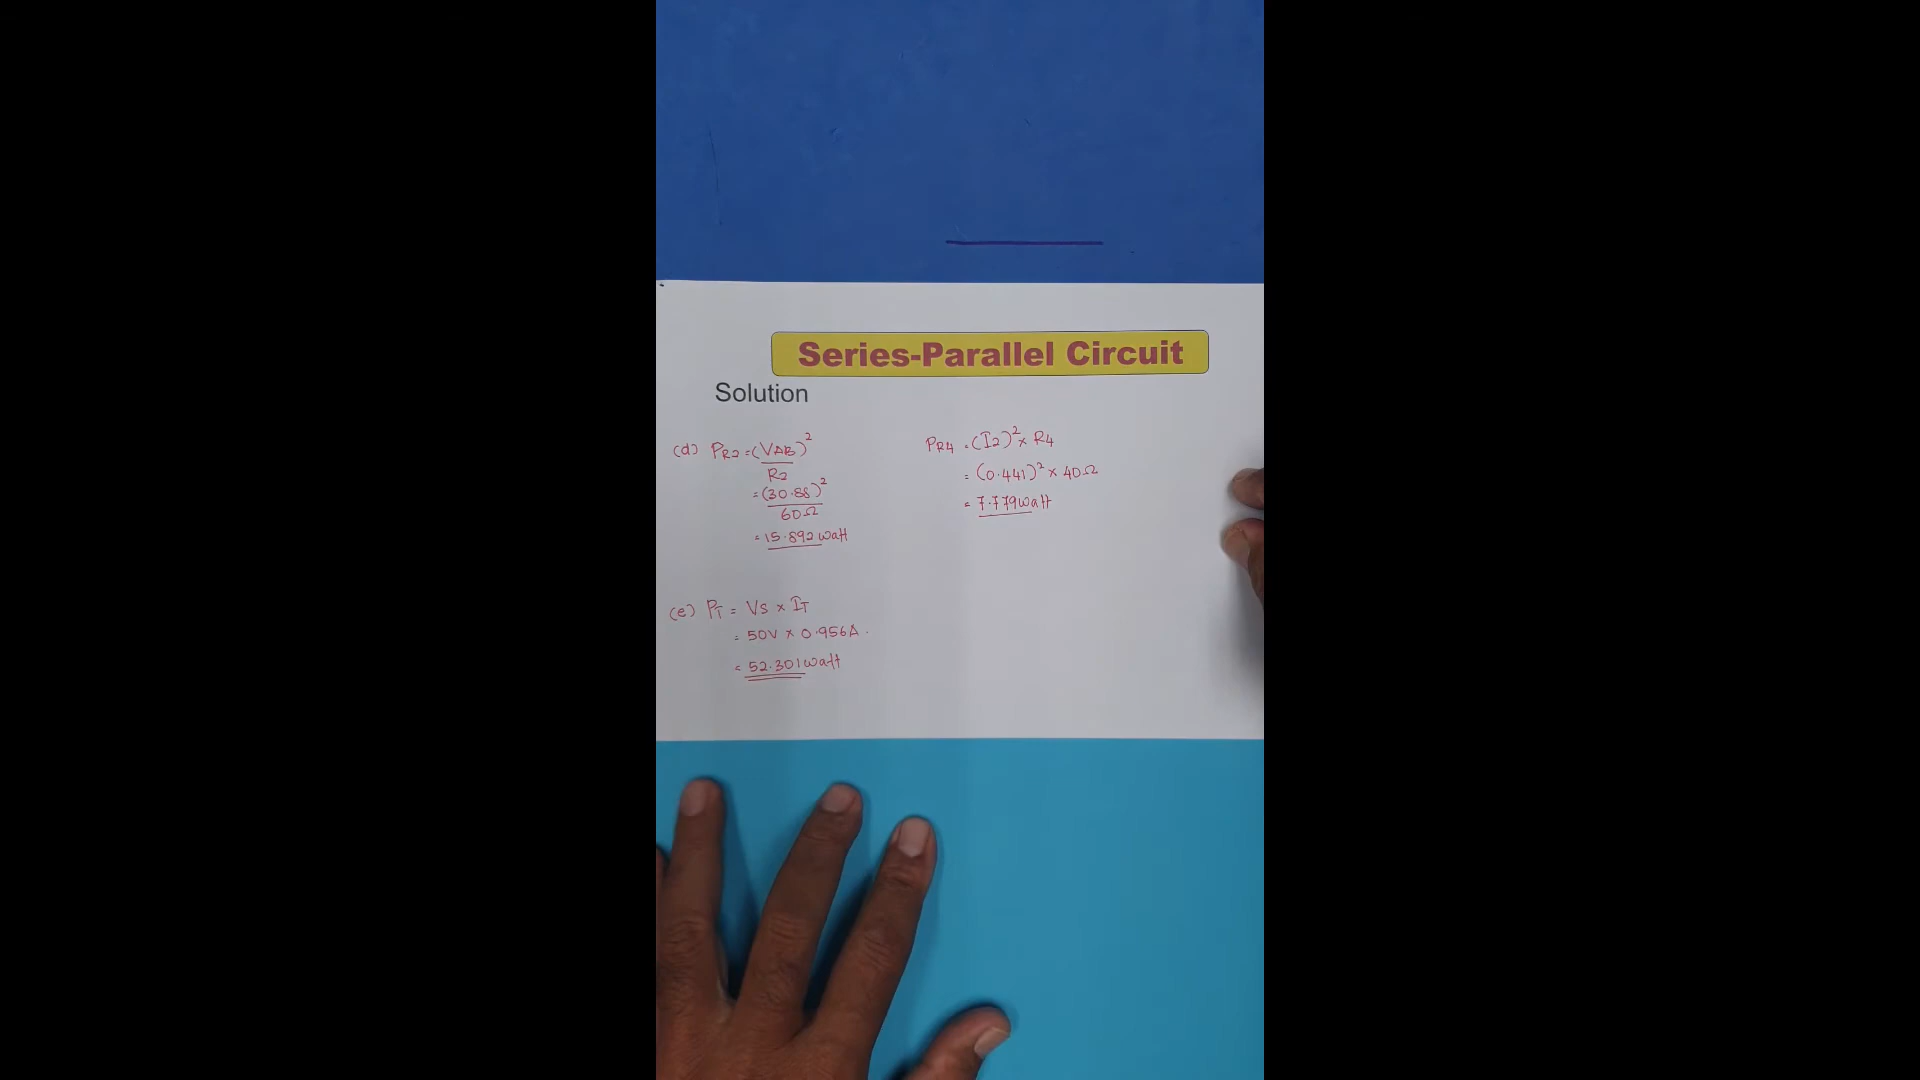 Series-Parallel Circuit
Solution
(d) PR2 = (VAB)²
R2
= (30.88)²
60Ω
= 15.892 watt
PR4 = (I2)² × R4
= (0.441)² × 40Ω
= 7.779 watt
(e) PT = VS × IT
= 50V × 0.956A.
= 52.301 watt